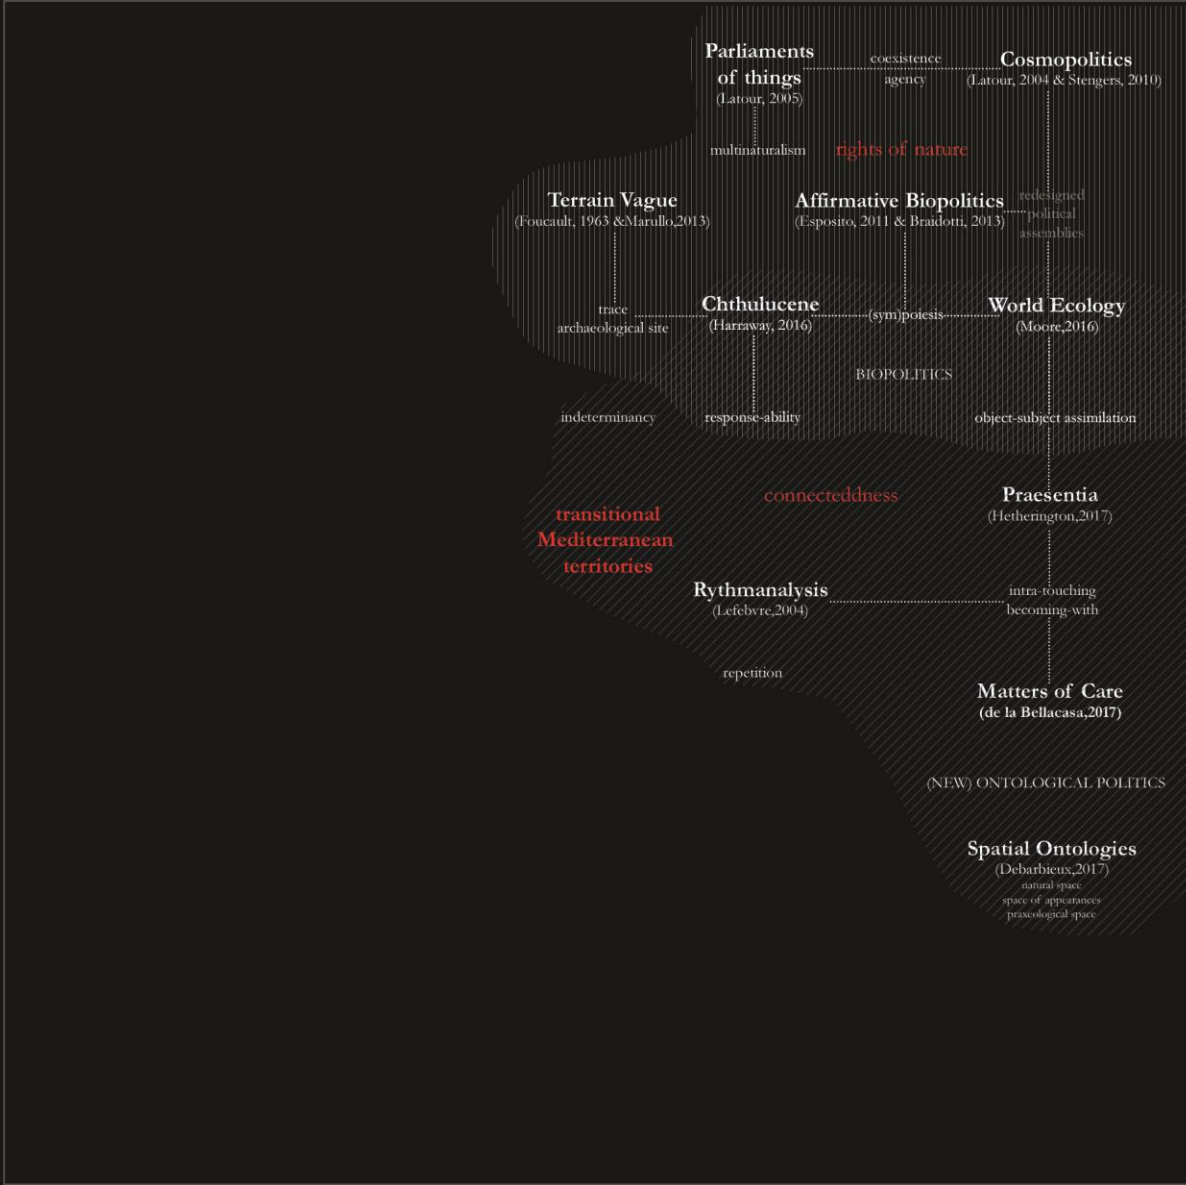 Parliaments
of things
(Latour, 2005)
coexistence
agency
Cosmopolitics
(Latour, 2004 & Stengers, 2010)
multinaturalism
rights of nature
Terrain Vague
(Foucault, 1963 &Marullo,2013)
Affirmative Biopolitics
(Esposito, 2011 & Braidotti, 2013)
redesigned
political
assemblies
trace
archaeological site
Chthulucene
(Harraway, 2016)
(sym)poiesis
World Ecology
(Moore,2016)
BIOPOLITICS
indeterminancy
response-ability
object-subject assimilation
connecteddness
Praesentia
(Hetherington,2017)
transitional
Mediterranean
territories
Rythmanalysis
(Lefebvre,2004)
intra-touching
becoming-with
repetition
Matters of Care
(de la Bellacasa,2017)
(NEW) ONTOLOGICAL POLITICS
Spatial Ontologies
(Debarbieux,2017)
natural space
space of appearances
praxeological space